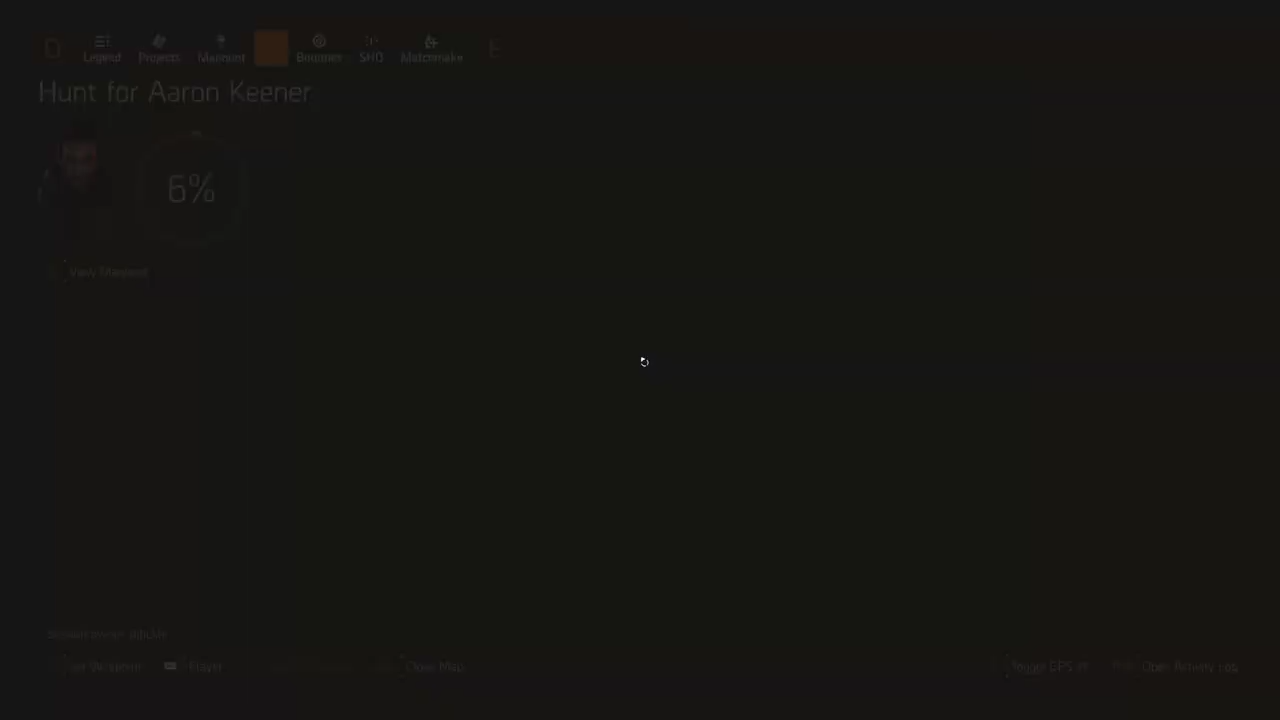 Legend Projects Manhunt Bounties SHD Matchmake E
Hunt for Aaron Keener
6%
View Manhunt
Player Close Map Toggle GPS Open Activity Log